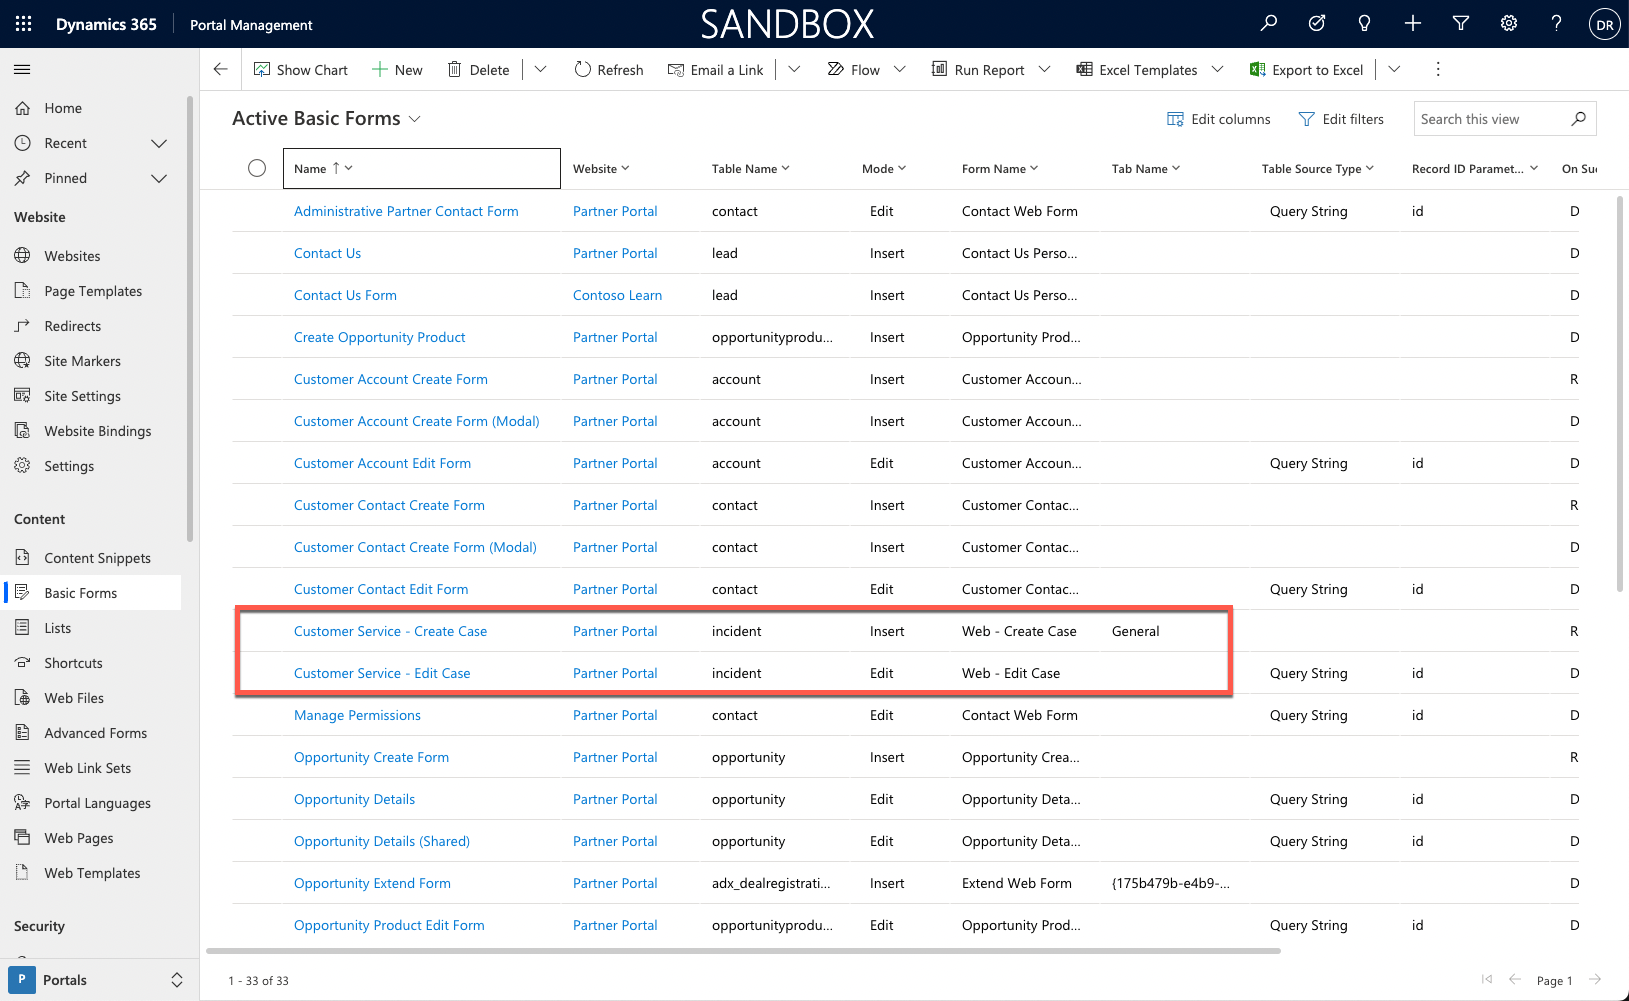 Dynamics 365 Portal Management SANDBOX DR
Show Chart New Delete Refresh Email a Link Flow Run Report Excel Templates Export to Excel
Home
Recent
Pinned
Website
Websites
Page Templates
Redirects
Site Markers
Site Settings
Website Bindings
Settings
Content
Content Snippets
Basic Forms
Lists
Shortcuts
Web Files
Advanced Forms
Web Link Sets
Portal Languages
Web Pages
Web Templates
Security
P Portals
Active Basic Forms Edit columns Edit filters Search this view
Name Website Table Name Mode Form Name Tab Name Table Source Type Record ID Paramet... On Suc
Administrative Partner Contact Form Partner Portal contact Edit Contact Web Form Query String id D
Contact Us Partner Portal lead Insert Contact Us Perso... D
Contact Us Form Contoso Learn lead Insert Contact Us Perso... D
Create Opportunity Product Partner Portal opportunityprodu... Insert Opportunity Prod... D
Customer Account Create Form Partner Portal account Insert Customer Accoun... R
Customer Account Create Form (Modal) Partner Portal account Insert Customer Accoun... D
Customer Account Edit Form Partner Portal account Edit Customer Accoun... Query String id D
Customer Contact Create Form Partner Portal contact Insert Customer Contac... R
Customer Contact Create Form (Modal) Partner Portal contact Insert Customer Contac... D
Customer Contact Edit Form Partner Portal contact Edit Customer Contac... Query String id D
Customer Service - Create Case Partner Portal incident Insert Web - Create Case General R
Customer Service - Edit Case Partner Portal incident Edit Web - Edit Case Query String id D
Manage Permissions Partner Portal contact Edit Contact Web Form Query String id D
Opportunity Create Form Partner Portal opportunity Insert Opportunity Crea... R
Opportunity Details Partner Portal opportunity Edit Opportunity Deta... Query String id D
Opportunity Details (Shared) Partner Portal opportunity Edit Opportunity Deta... Query String id D
Opportunity Extend Form Partner Portal adx_dealregistrati... Insert Extend Web Form {175b479b-e4b9-... D
Opportunity Product Edit Form Partner Portal opportunityprodu... Edit Opportunity Prod... Query String id D
1 - 33 of 33 Page 1